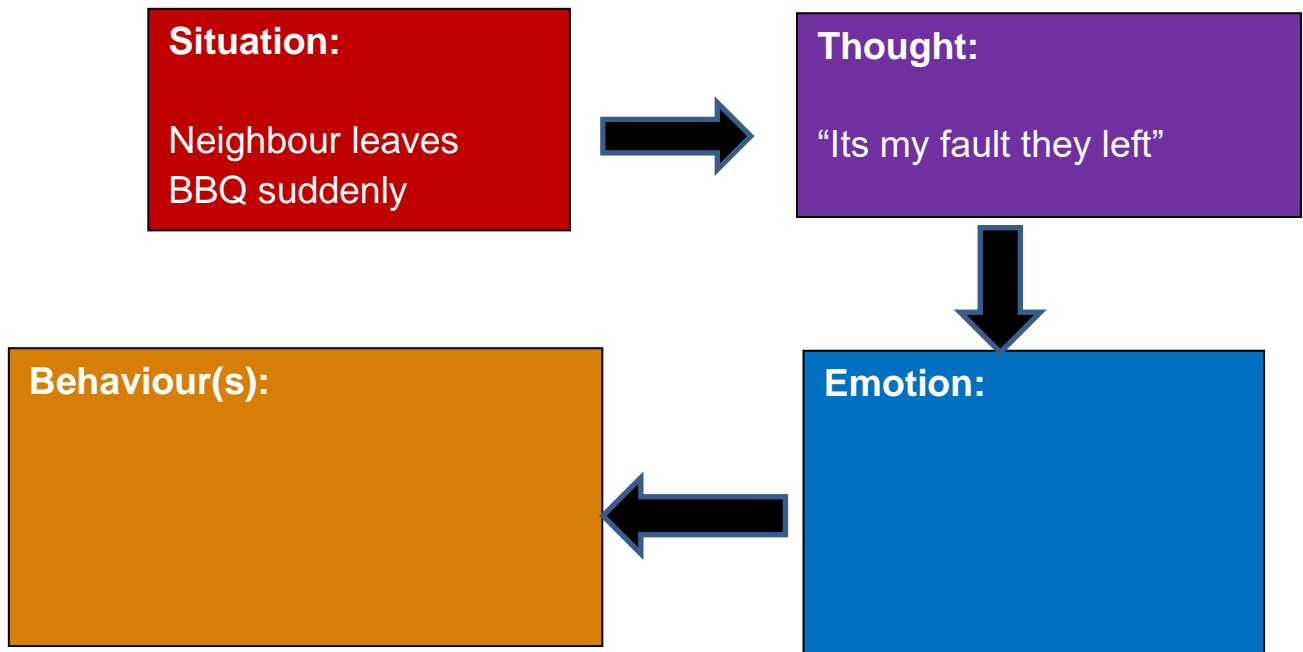 Situation:
Neighbour leaves
BBQ suddenly
Thought:
“Its my fault they left”
Emotion:
Behaviour(s):